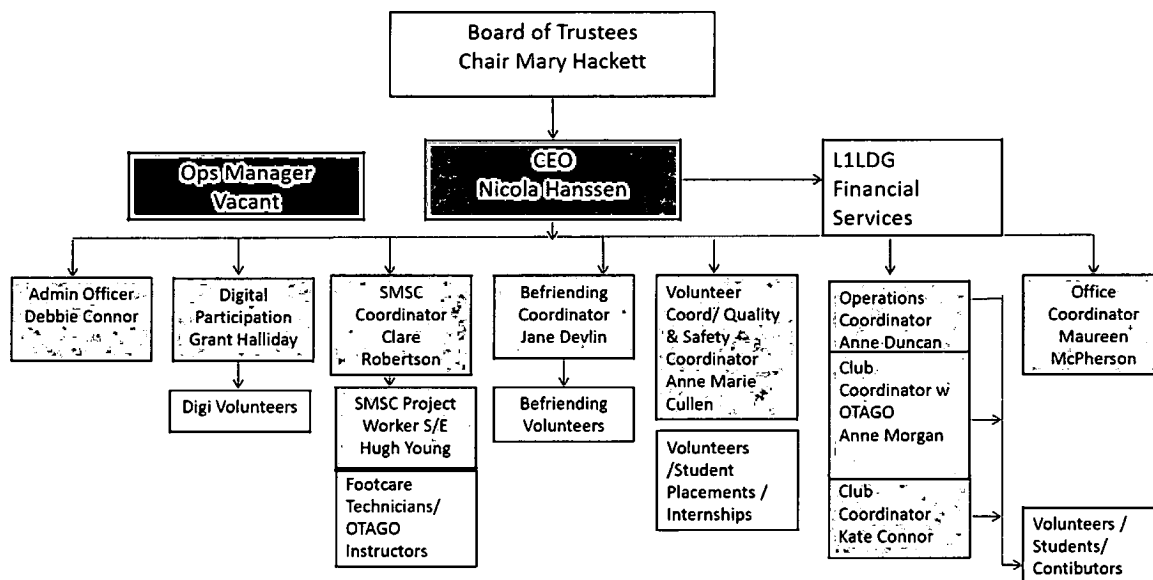 Board of Trustees
Chair Mary Hackett
Ops Manager
Vacant
CEO
Nicola Hanssen
L1LDG
Financial
Services
Admin Officer
Debbie Connor
Digital
Participation
Grant Halliday
SMSC
Coordinator
Clare
Robertson
Befriending
Coordinator
Jane Devlin
Volunteer
Coord/ Quality
& Safety
Coordinator
Anne Marie
Cullen
Operations
Coordinator
Anne Duncan
Office
Coordinator
Maureen
McPherson
Digi Volunteers
SMSC Project
Worker S/E
Hugh Young
Befriending
Volunteers
Club
Coordinator w
OTAGO
Anne Morgan
Footcare
Technicians/
OTAGO
Instructors
Volunteers
/Student
Placements /
Internships
Club
Coordinator
Kate Connor
Volunteers /
Students/
Contibutors